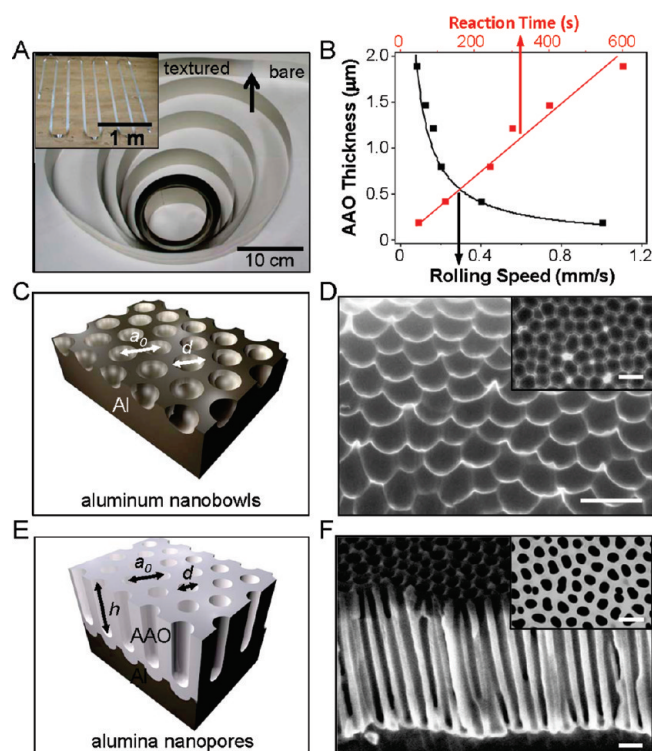 A
textured
bare
1 m
10 cm
B
Reaction Time (s)
0
200
400
600
2.0
1.5
1.0
0.5
0
AAO Thickness (µm)
0
0.4
0.8
1.2
Rolling Speed (mm/s)
C
a₀
d
Al
aluminum nanobowls
D
E
a₀
d
h
AAO
Al
alumina nanopores
F